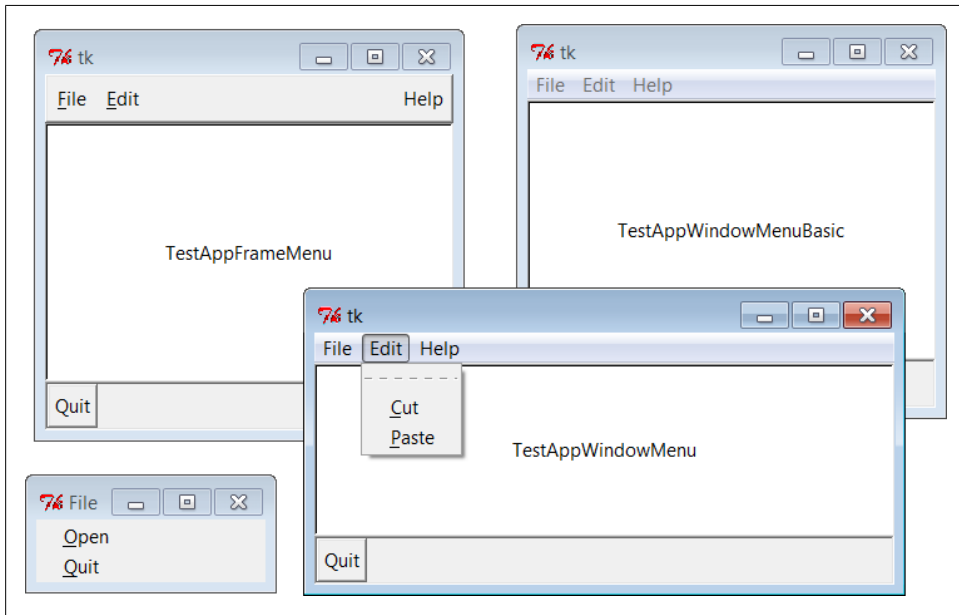 tk
File Edit Help
TestAppFrameMenu
Quit
tk
File Edit Help
TestAppWindowMenuBasic
tk
File Edit Help
Cut
Paste
TestAppWindowMenu
Quit
File
Open
Quit